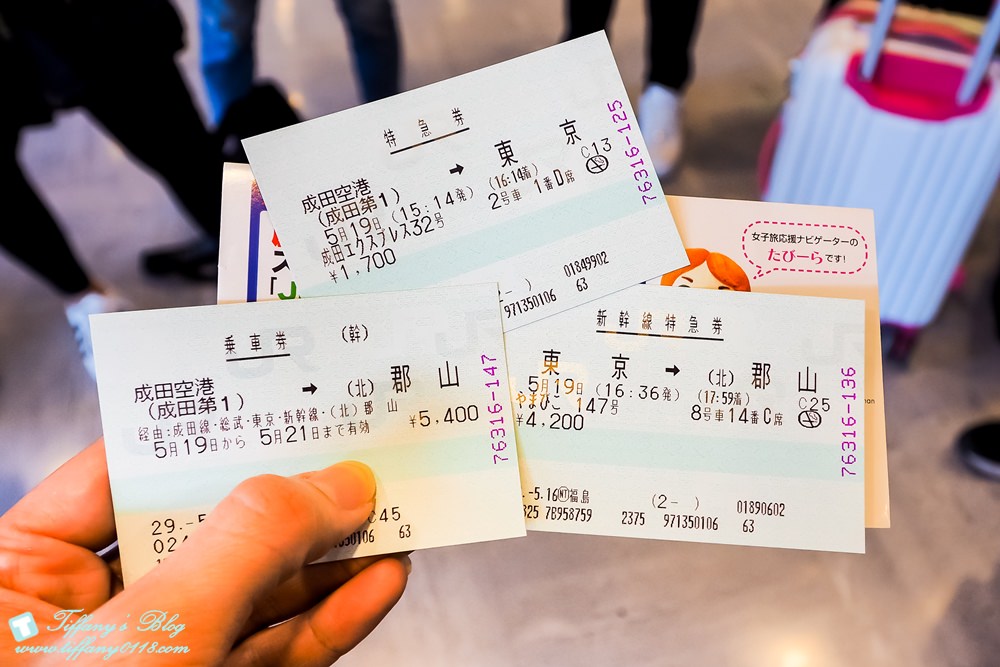 特急券
成田空港 → 東京
(成田第1)
5月19日 (15:14発) (16:14着) C13
成田エクスプレス32号 2号車 1番D席
¥1,700
01849902
971350106 63
76316-125
女子旅応援ナビゲーターの
たびーら です!
乗車券 (幹)
成田空港 → (北) 郡山
(成田第1)
経由:成田線・総武・東京・新幹線・(北)郡山
5月19日から 5月21日まで有効 ¥5,400
29.-5
024
C45
63
76316-147
新幹線特急券
東京 → (北) 郡山
5月19日 (16:36発) (17:59着) C25
やまびこ 147号 8号車14番C席
¥4,200
.-5.16 福島 (2- ) 01890602
7B958759 2375 971350106 63
76316-136
Tiffany's Blog
www.tiffany0118.com